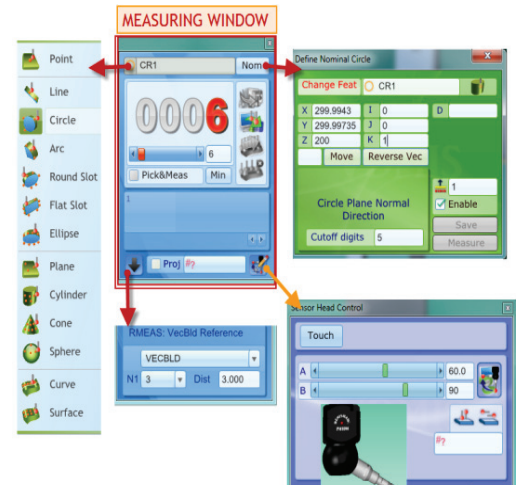 MEASURING WINDOW
Point
Line
Circle
Arc
Round Slot
Flat Slot
Ellipse
Plane
Cylinder
Cone
Sphere
Curve
Surface
CR1
Nom
0006
6
Pick&Meas
Min
1
Proj #?
RMEAS: VecBld Reference
VECBLD
N1 3 Dist 3.000
Define Nominal Circle
Change Feat CR1
X 299.9943 I 0 D
Y 299.99735 J 0
Z 200 K 1
Move Reverse Vec
1
Circle Plane Normal
Direction
Enable
Cutoff digits 5
Save
Measure
Sensor Head Control
Touch
A 60.0
B 90
#?